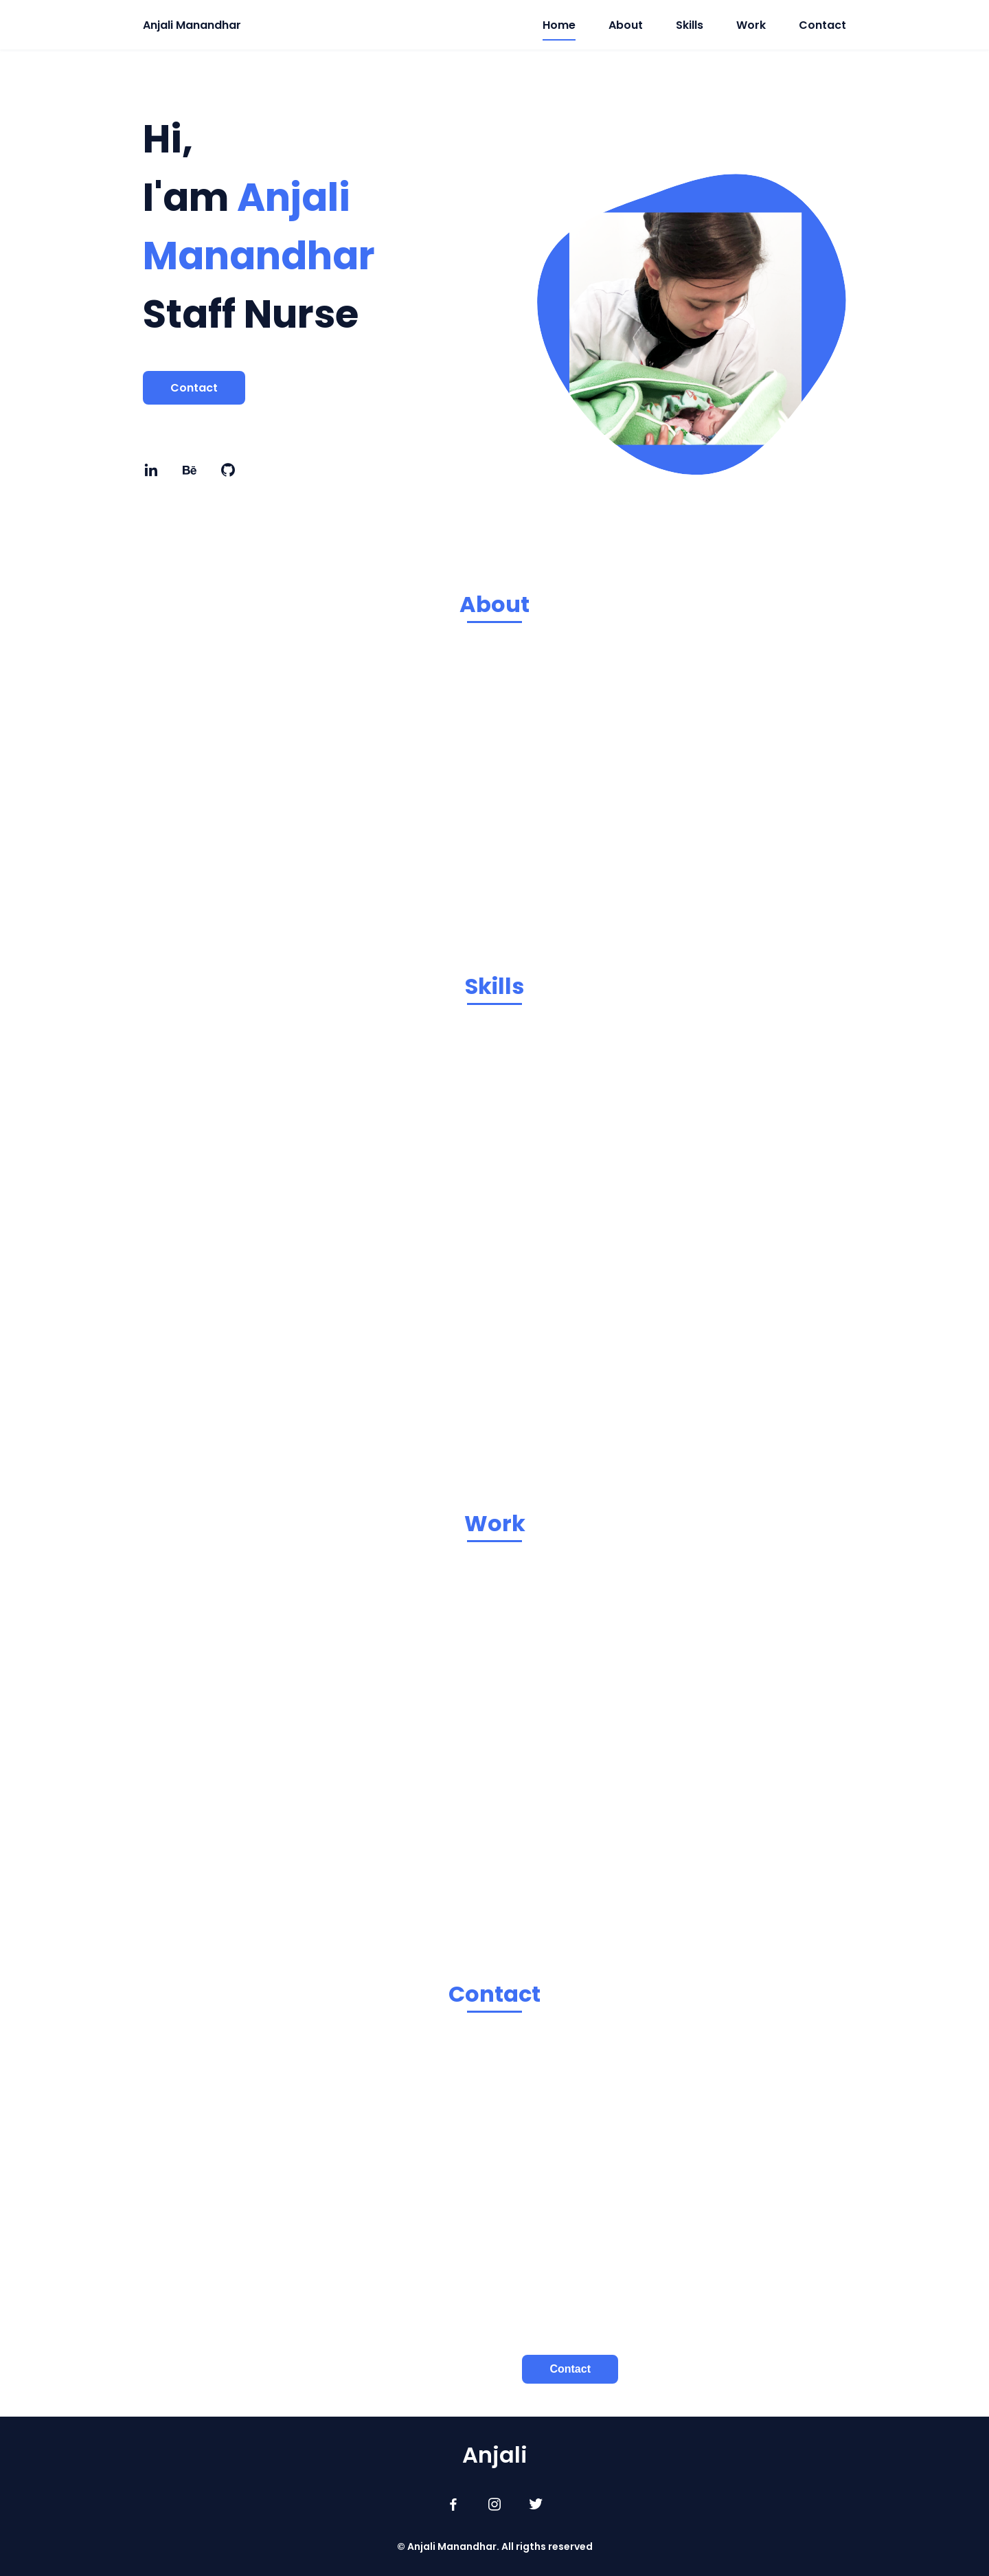 Anjali Manandhar
Home About Skills Work Contact
Hi,
I'am Anjali
Manandhar
Staff Nurse
Contact
in Bē
About
Skills
Work
Contact
Contact
Anjali
© Anjali Manandhar. All rigths reserved